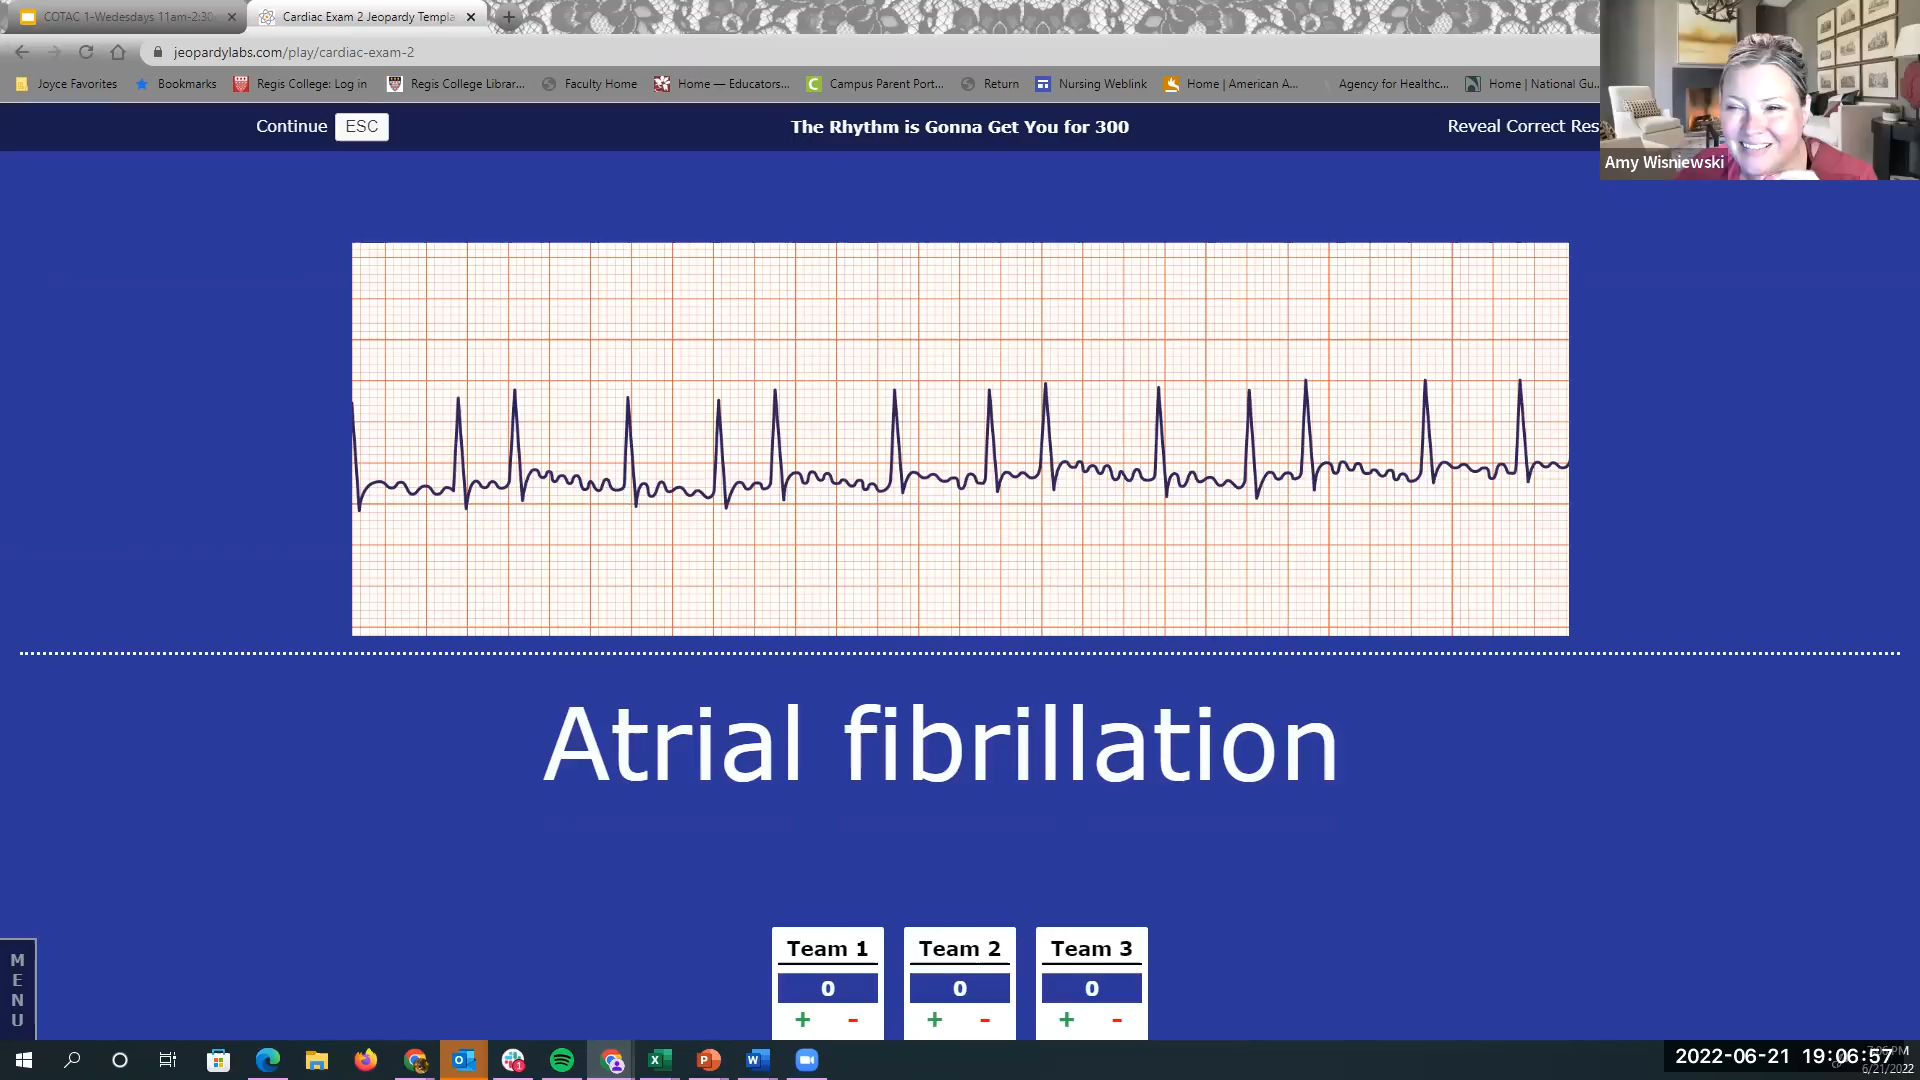 COTAC 1-Wedesdays 11am-2:30
Cardiac Exam 2 Jeopardy Templa
jeopardylabs.com/play/cardiac-exam-2
Joyce Favorites
Bookmarks
Regis College: Log in
Regis College Librar...
Faculty Home
Home — Educators...
Campus Parent Port...
Return
Nursing Weblink
Home | American A...
Agency for Healthc...
Home | National Gu...
Continue ESC
The Rhythm is Gonna Get You for 300
Reveal Correct Res
Amy Wisniewski
Atrial fibrillation
Team 1
0
+ -
Team 2
0
+ -
Team 3
0
+ -
MENU
2022-06-21 19:06:57
6/21/2022